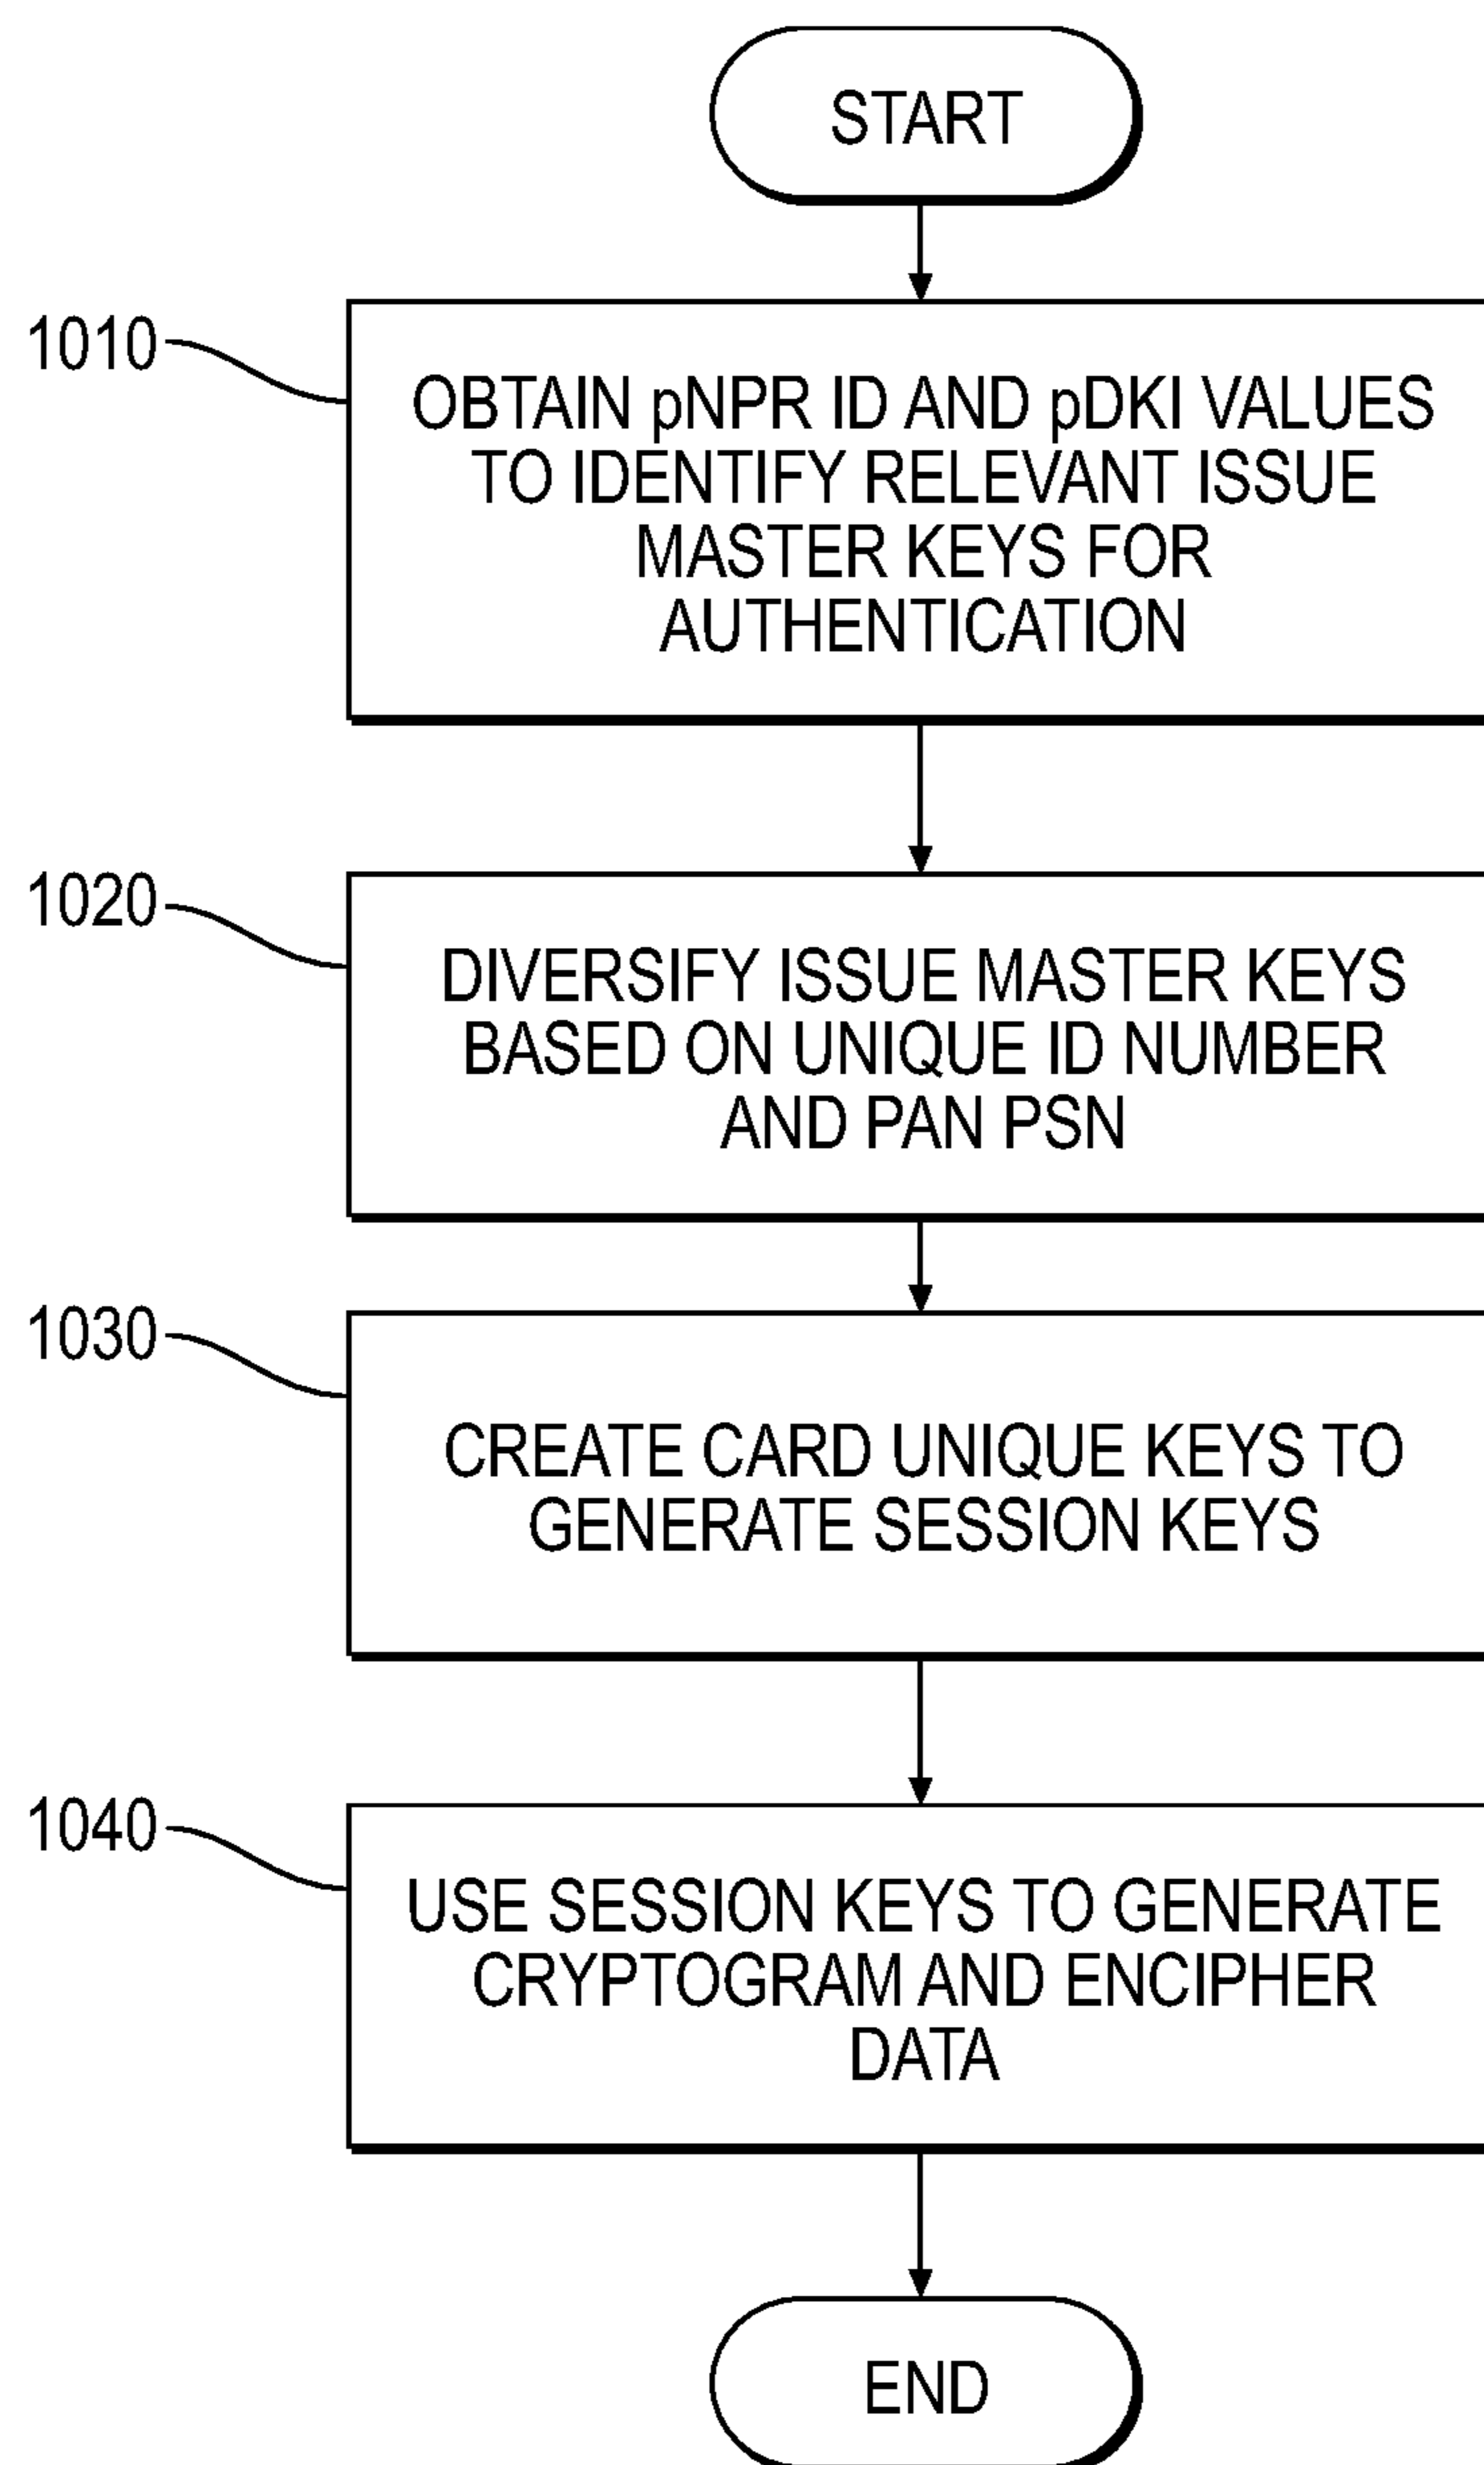 START
1010
OBTAIN pNPR ID AND pDKI VALUES
TO IDENTIFY RELEVANT ISSUE
MASTER KEYS FOR
AUTHENTICATION
1020
DIVERSIFY ISSUE MASTER KEYS
BASED ON UNIQUE ID NUMBER
AND PAN PSN
1030
CREATE CARD UNIQUE KEYS TO
GENERATE SESSION KEYS
1040
USE SESSION KEYS TO GENERATE
CRYPTOGRAM AND ENCIPHER
DATA
END